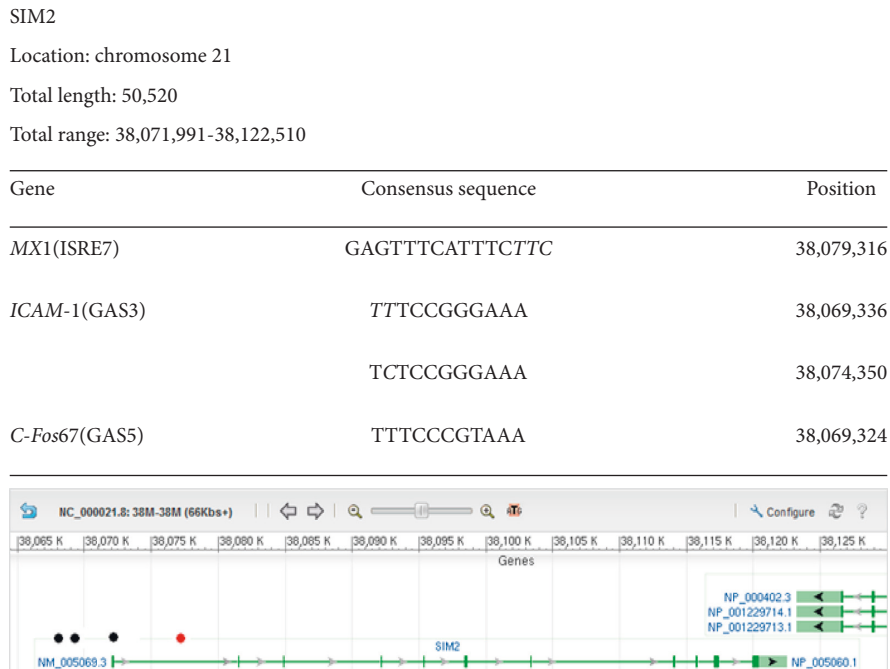 SIM2
Location: chromosome 21
Total length: 50,520
Total range: 38,071,991-38,122,510
Gene Consensus sequence Position
MX1(ISRE7) GAGTTTCATTTCTTC 38,079,316
ICAM-1(GAS3) TTTCCGGGAAA 38,069,336
TCTCCGGGAAA 38,074,350
C-Fos67(GAS5) TTTCCCGTAAA 38,069,324
NC_000021.8: 38M-38M (66Kbs+) ATG Configure ?
38,065 K 38,070 K 38,075 K 38,080 K 38,085 K 38,090 K 38,095 K 38,100 K 38,105 K 38,110 K 38,115 K 38,120 K 38,125 K
Genes
NP_000402.3
NP_001229714.1
NP_001229713.1
SIM2
NM_005069.3 NP_005060.1